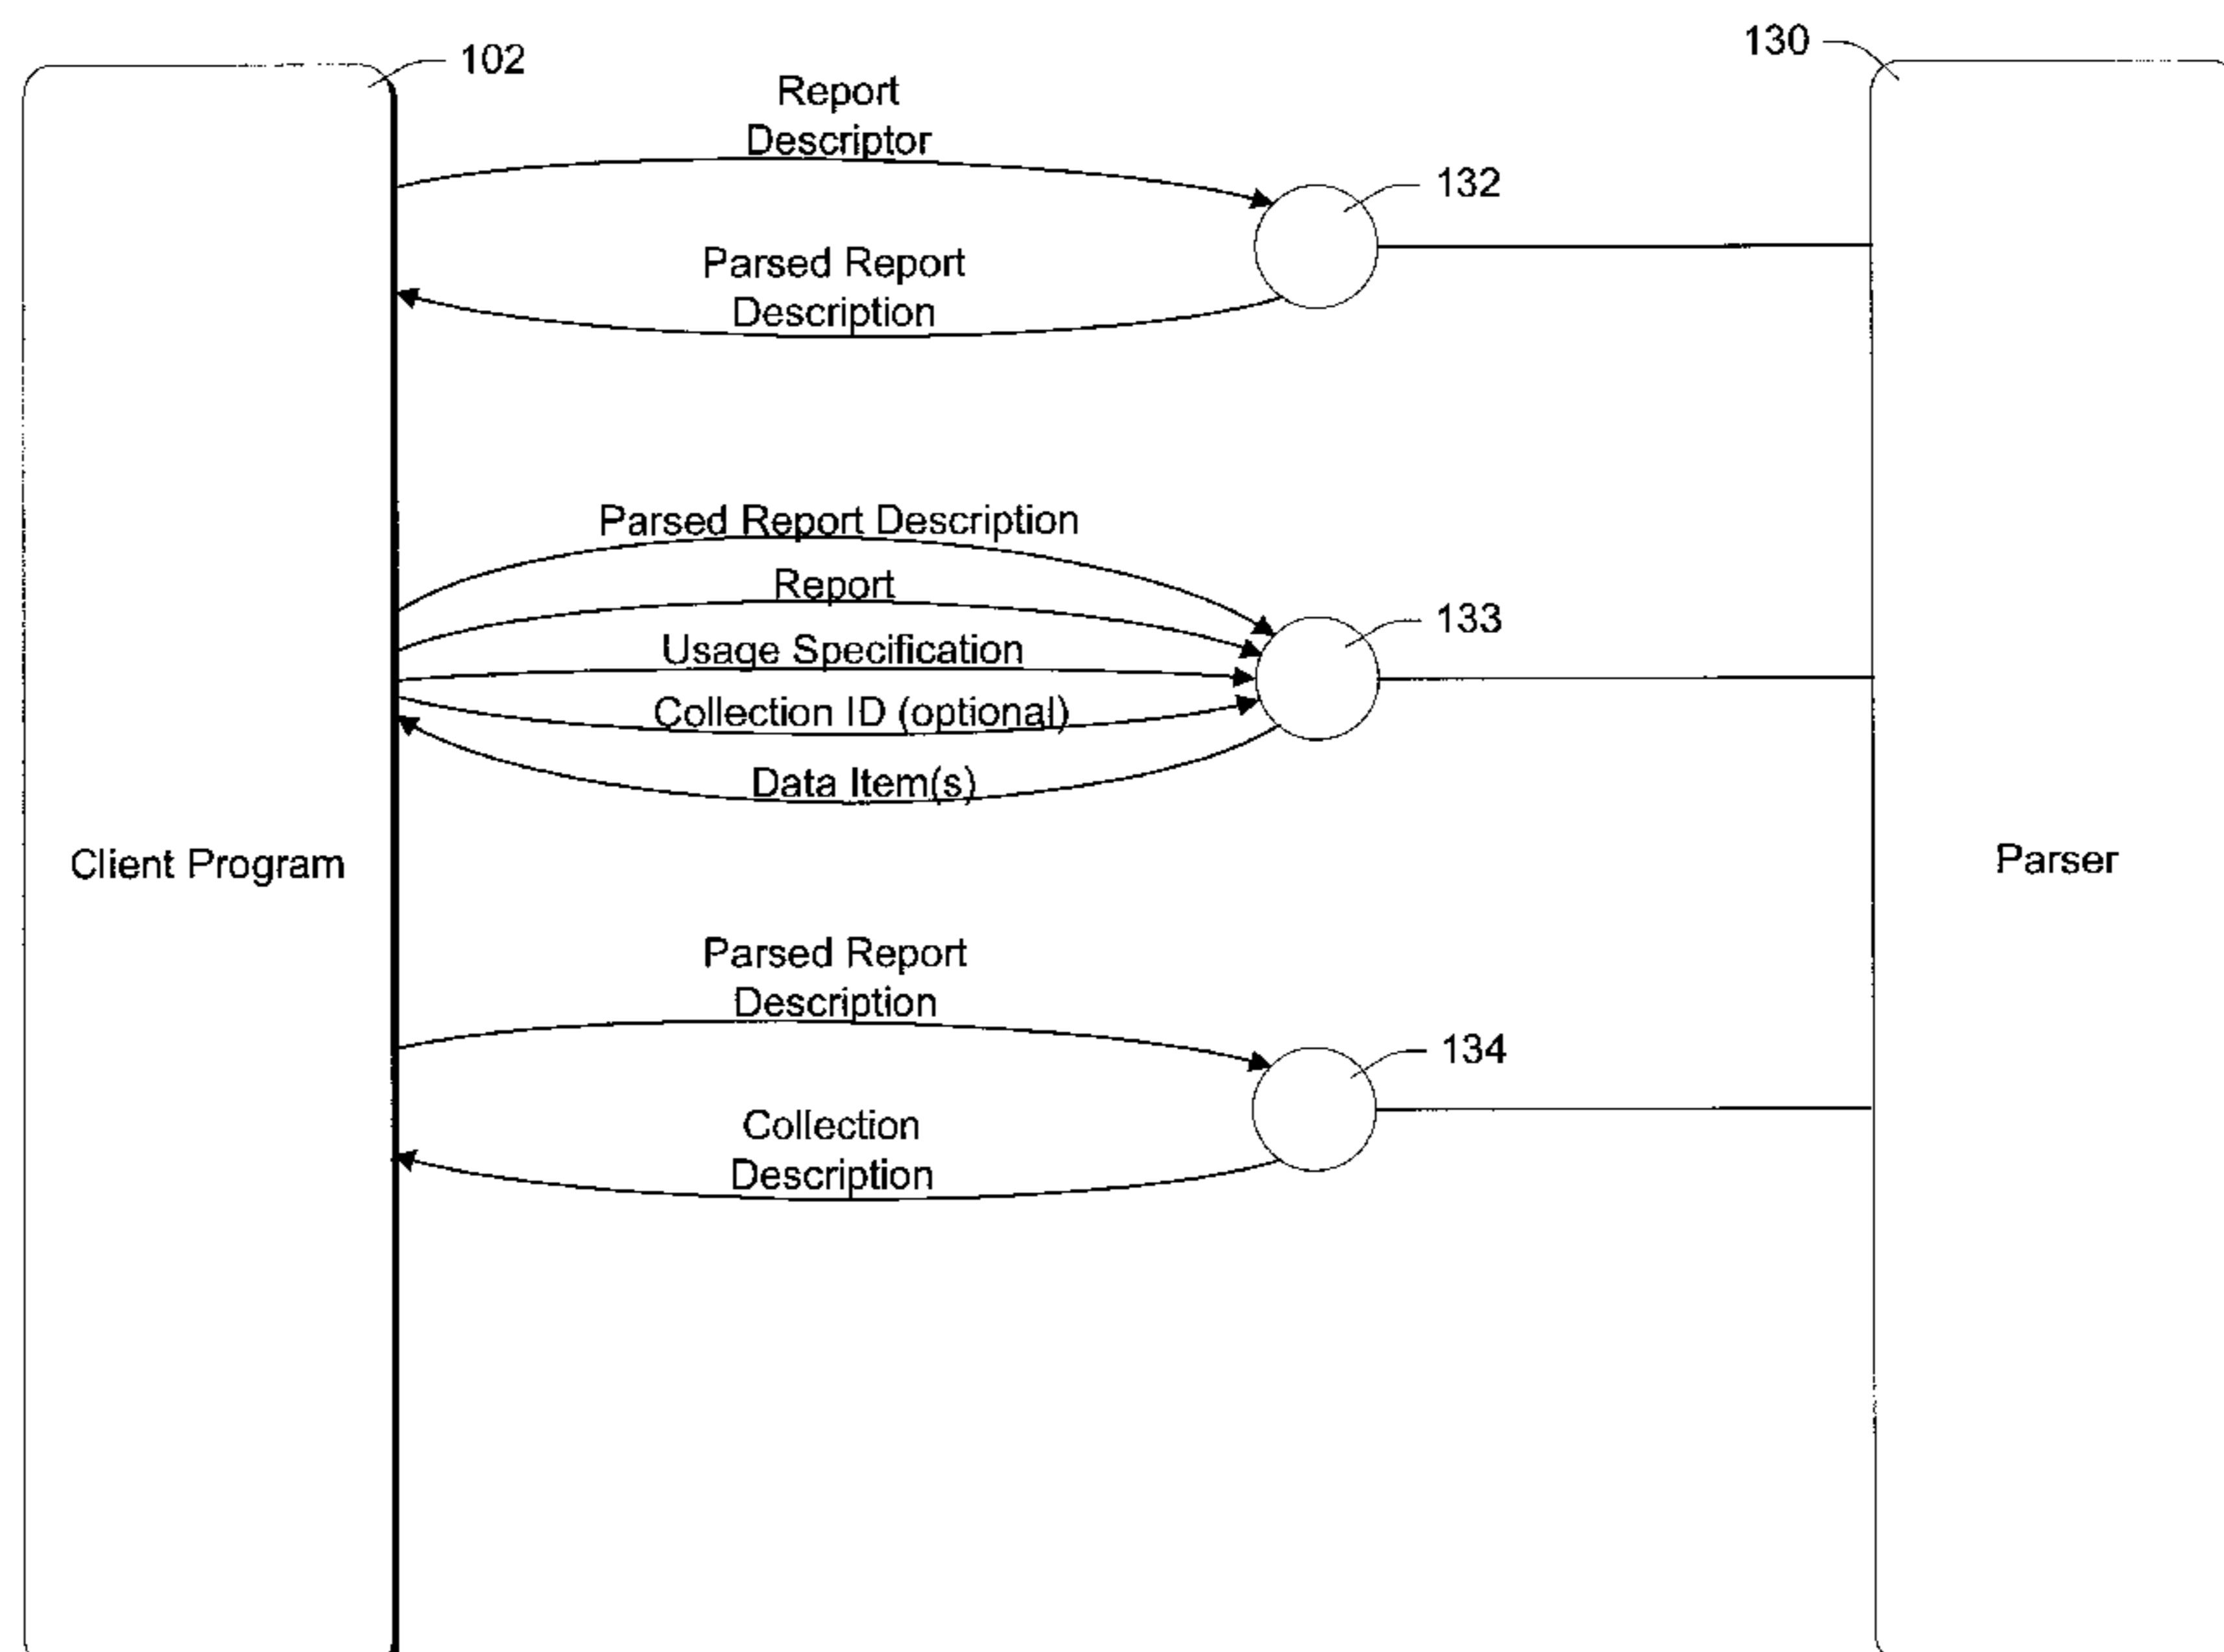 102
130
Report
Descriptor
132
Parsed Report
Description
Parsed Report Description
Report
133
Usage Specification
Collection ID (optional)
Data Item(s)
Client Program
Parser
Parsed Report
Description
134
Collection
Description